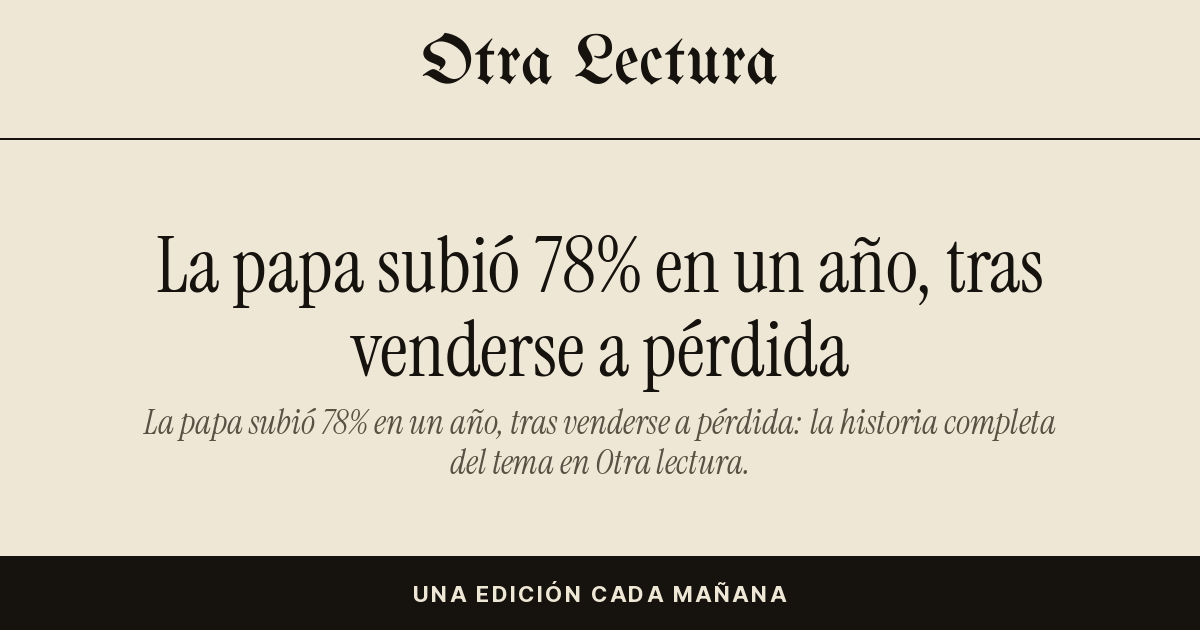 Otra Lectura
La papa subió 78% en un año, tras
venderse a pérdida
La papa subió 78% en un año, tras venderse a pérdida: la historia completa
del tema en Otra lectura.
UNA EDICIÓN CADA MAÑANA